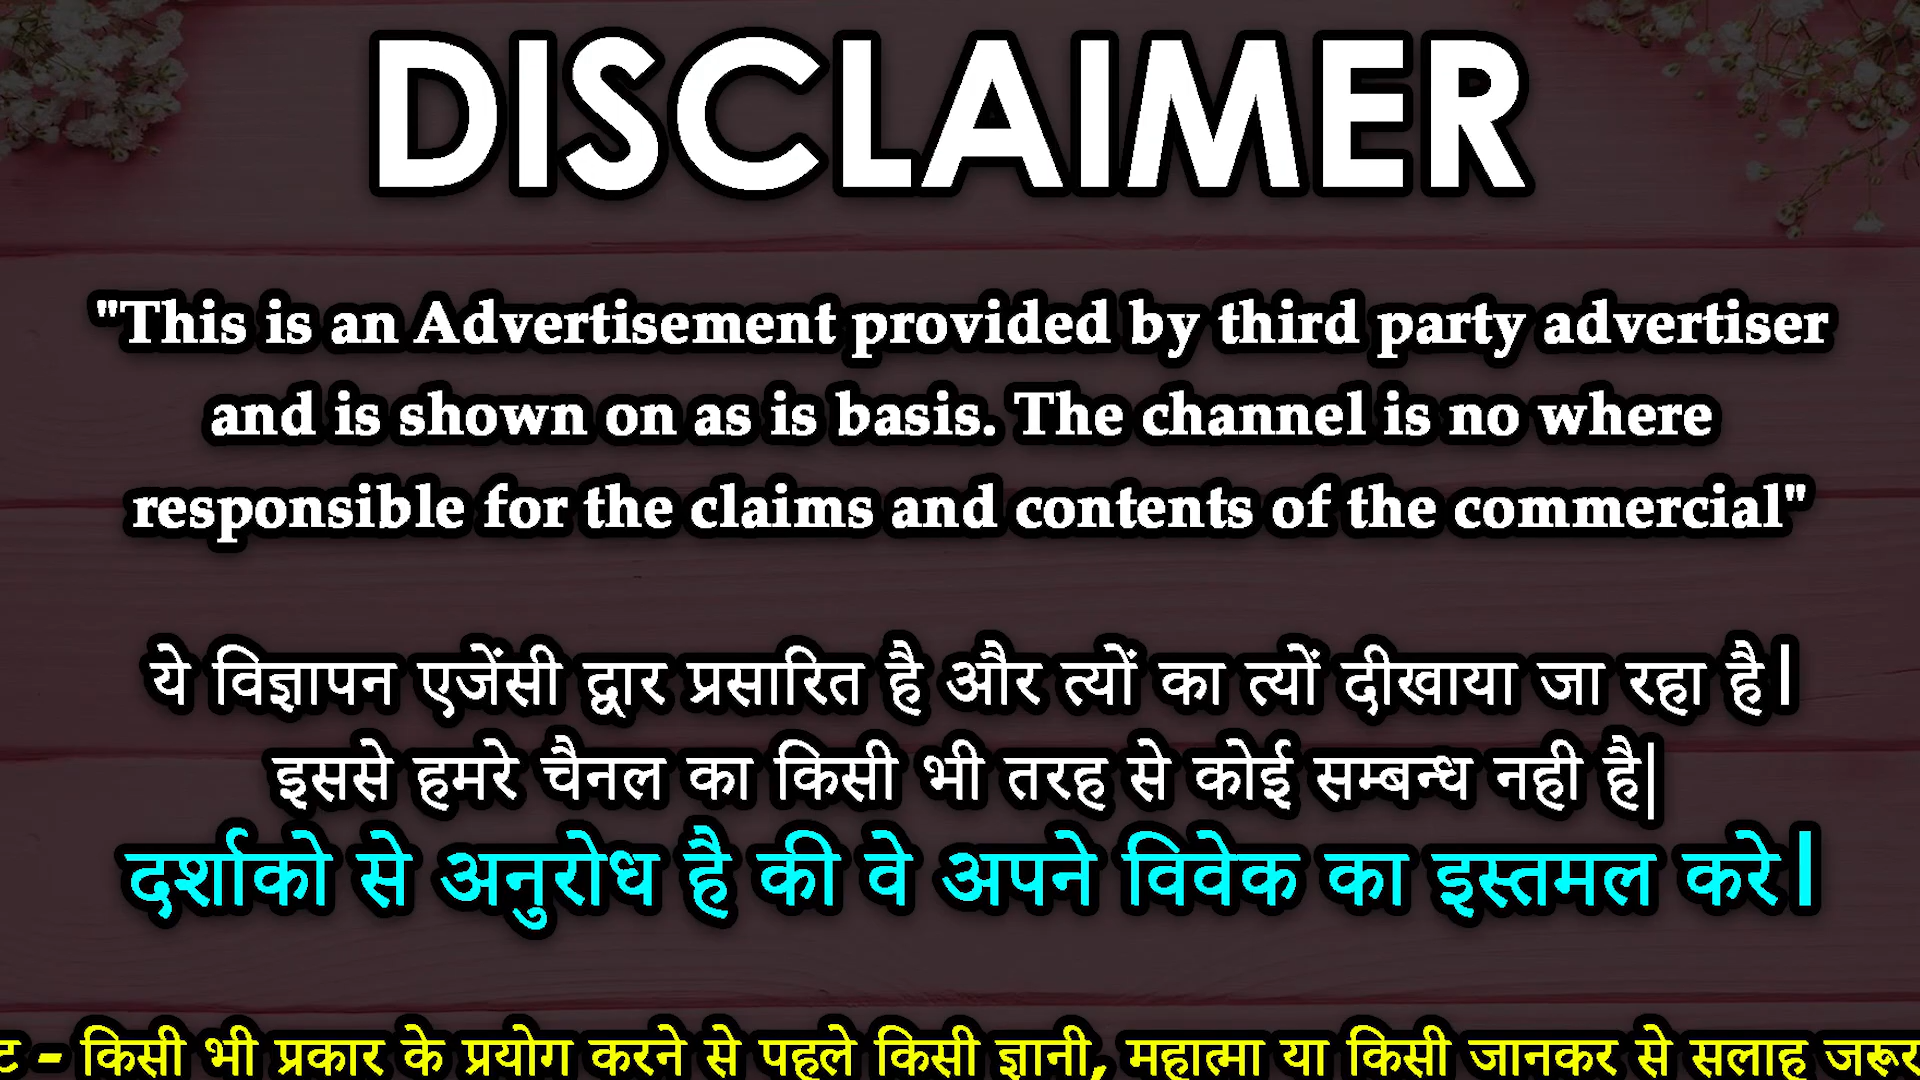 DISCLAIMER
"This is an Advertisement provided by third party advertiser
and is shown on as is basis. The channel is no where
responsible for the claims and contents of the commercial"
ये विज्ञापन एजेंसी द्वार प्रसारित है और त्यों का त्यों दीखाया जा रहा है।
इससे हमरे चैनल का किसी भी तरह से कोई सम्बन्ध नही है|
दर्शाको से अनुरोध है की वे अपने विवेक का इस्तमल करे।
ट - किसी भी प्रकार के प्रयोग करने से पहले किसी ज्ञानी, महात्मा या किसी जानकर से सलाह जरूर